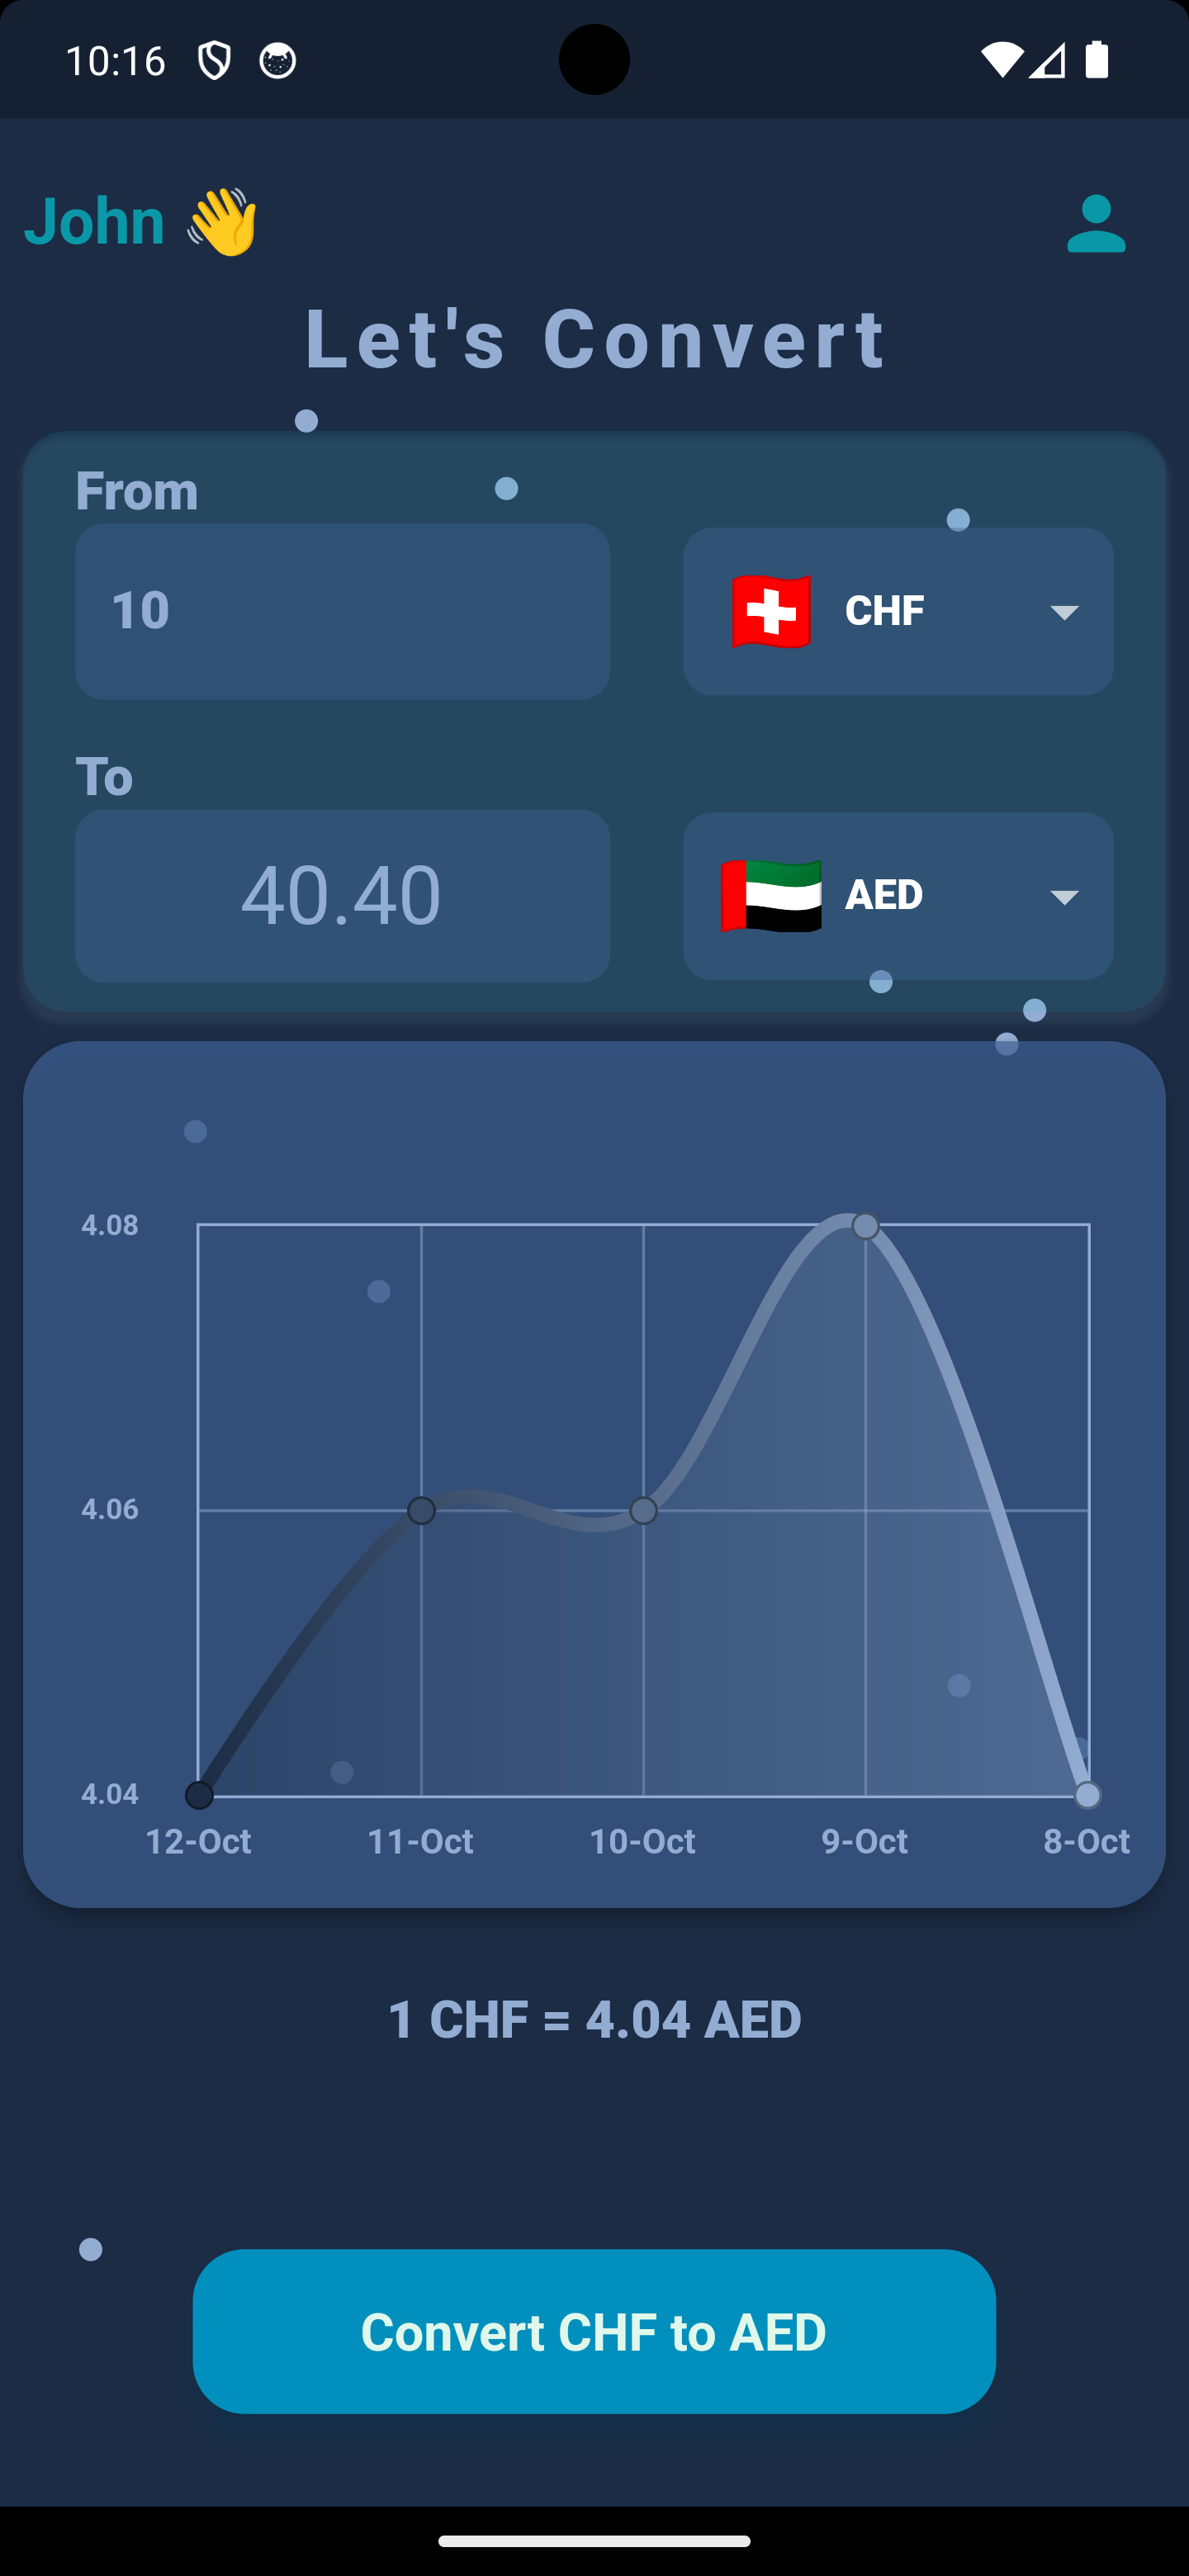 10:16
John 👋
Let's Convert
From
10
CHF
To
40.40
AED
4.08
4.06
4.04
12-Oct 11-Oct 10-Oct 9-Oct 8-Oct
1 CHF = 4.04 AED
Convert CHF to AED